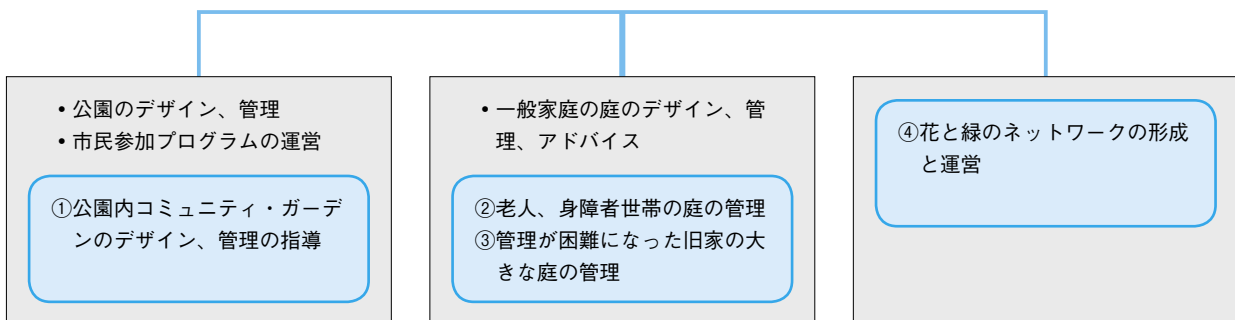 •公園のデザイン、管理
•市民参加プログラムの運営
①公園内コミュニティ・ガーデ
ンのデザイン、管理の指導
•一般家庭の庭のデザイン、管
理、アドバイス
②老人、身障者世帯の庭の管理
③管理が困難になった旧家の大
きな庭の管理
④花と緑のネットワークの形成
と運営